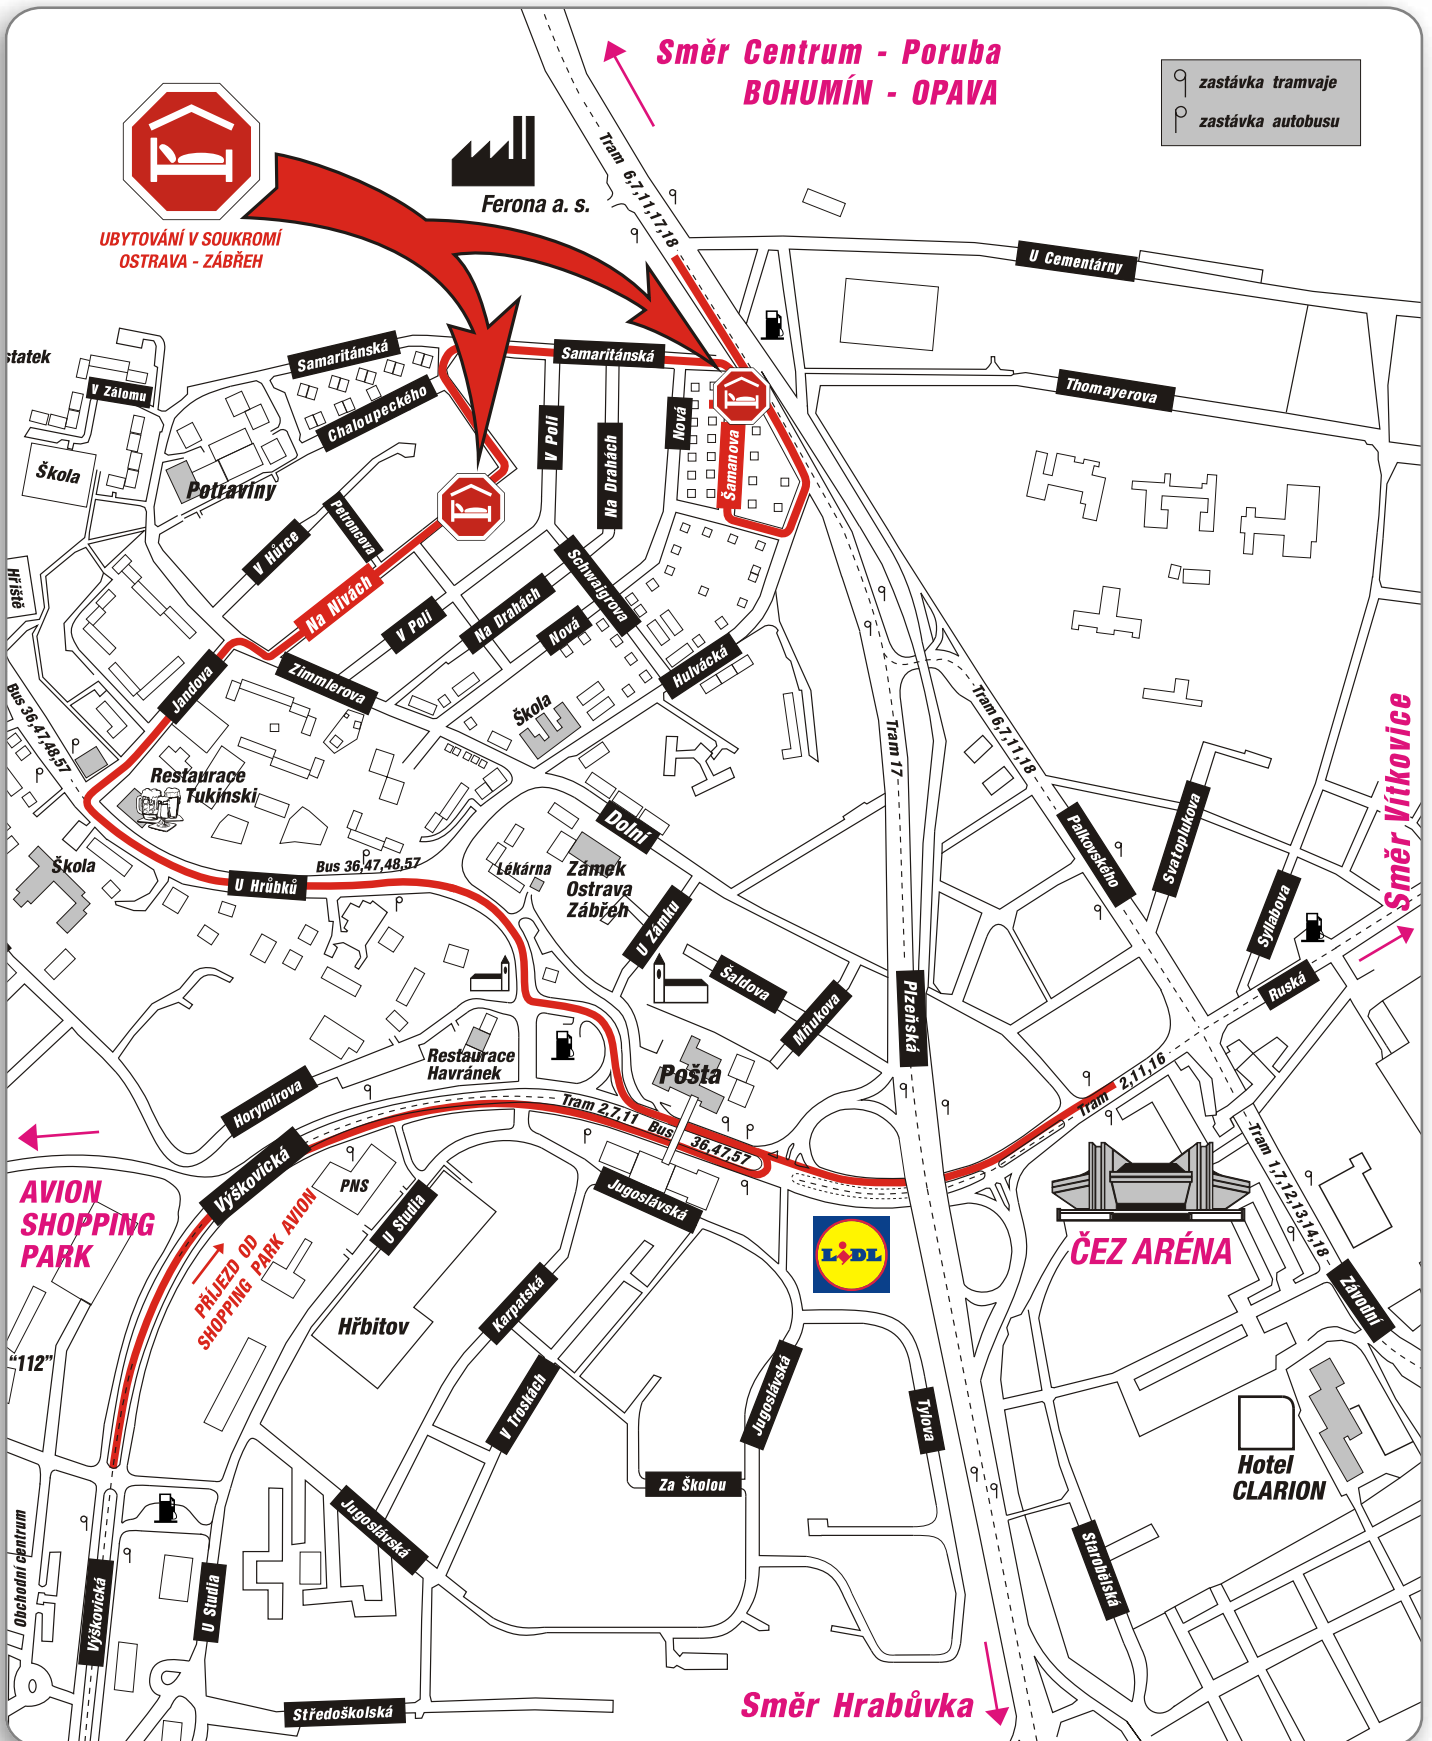 Směr Centrum - Poruba
BOHUMÍN - OPAVA
zastávka tramvaje
zastávka autobusu
Ferona a. s.
UBYTOVÁNÍ V SOUKROMÍ
OSTRAVA - ZÁBŘEH
Tram 6,7,11,17,18
U Cementárny
Samaritánská
Samaritánská
statek
V Zálomu
Chaloupeckého
Thomayerova
V Poli
Na Drahách
Nová
Šamanova
Škola
Potraviny
Petroncova
V Hůrce
Hřiště
Na Nivách
V Poli
Na Drahách
Schwaigrova
Nová
Hulvácká
Jandova
Zimmlerova
Bus 36,47,48,57
Škola
Tram 17
Tram 6,7,11,18
Směr Vítkovice
Restaurace
Tukinski
Dolní
Palkovského
Svatoplukova
Škola
Bus 36,47,48,57
U Hrůbků
Lékárna
Zámek
Ostrava
Zábřeh
U Zámku
Syllabova
Šaldova
Mňukova
Plzeňská
Ruská
Restaurace
Havránek
Pošta
Horymírova
Tram 2,7,11
Bus 36,47,57
Tram 2,11,16
Výškovická
PNS
U Studia
Jugoslávská
Tram 1,7,12,13,14,18
AVION
SHOPPING
PARK
PŘÍJEZD OD
SHOPPING PARK AVION
LIDL
ČEZ ARÉNA
Karpatská
Hřbitov
Závodní
"112"
V Troskách
Jugoslávská
Tylova
Hotel
CLARION
Za Školou
Jugoslávská
Obchodní centrum
Výškovická
U Studia
Starobělská
Středoškolská
Směr Hrabůvka